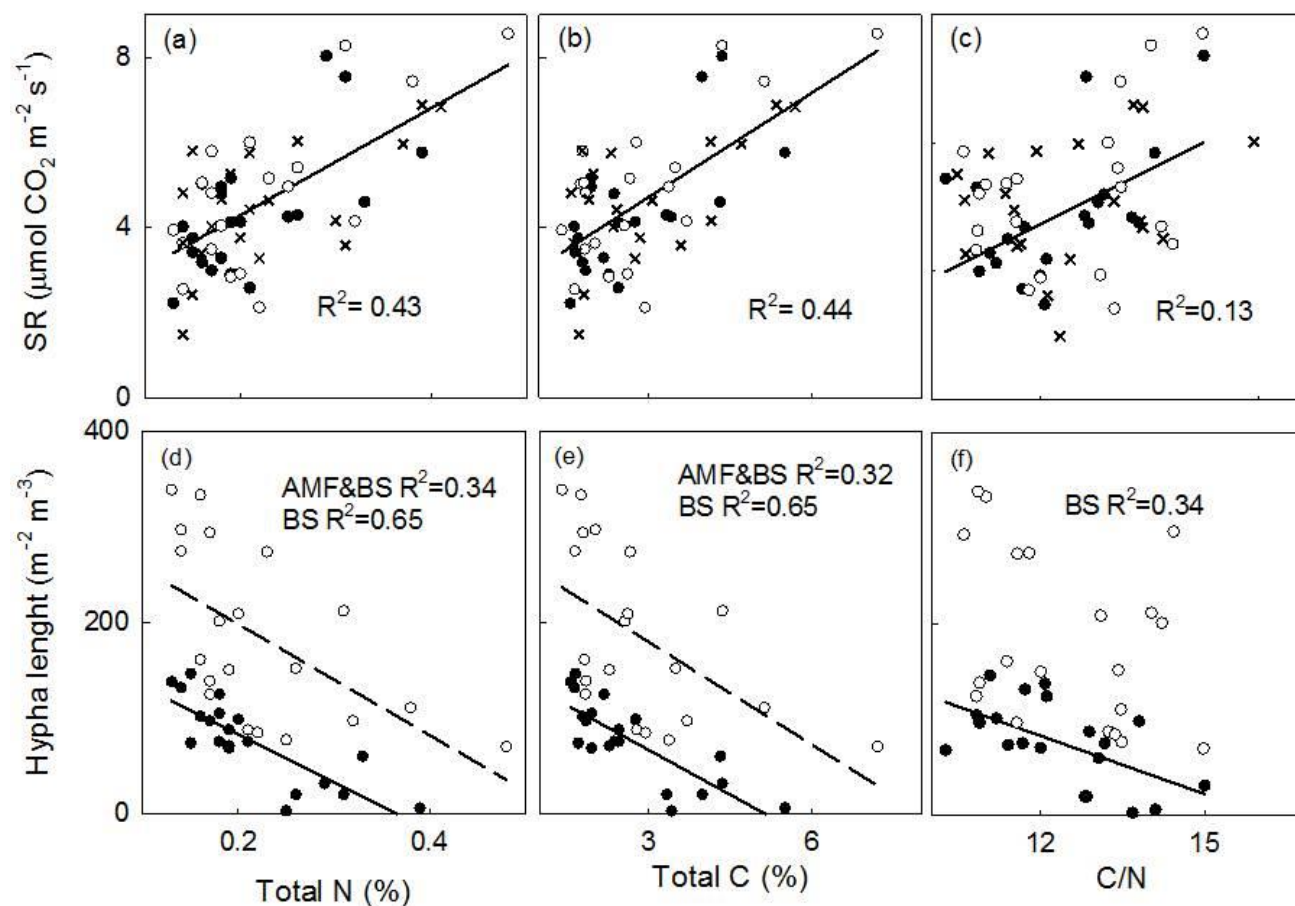 SR (μmol CO₂ m⁻² s⁻¹)
8
4
0
(a)
R²= 0.43
(b)
R²= 0.44
(c)
R²=0.13
Hypha lenght (m⁻² m⁻³)
400
200
0
(d)
AMF&BS R²=0.34
BS R²=0.65
(e)
AMF&BS R²=0.32
BS R²=0.65
(f)
BS R²=0.34
0.2 0.4
3 6
12 15
Total N (%)
Total C (%)
C/N